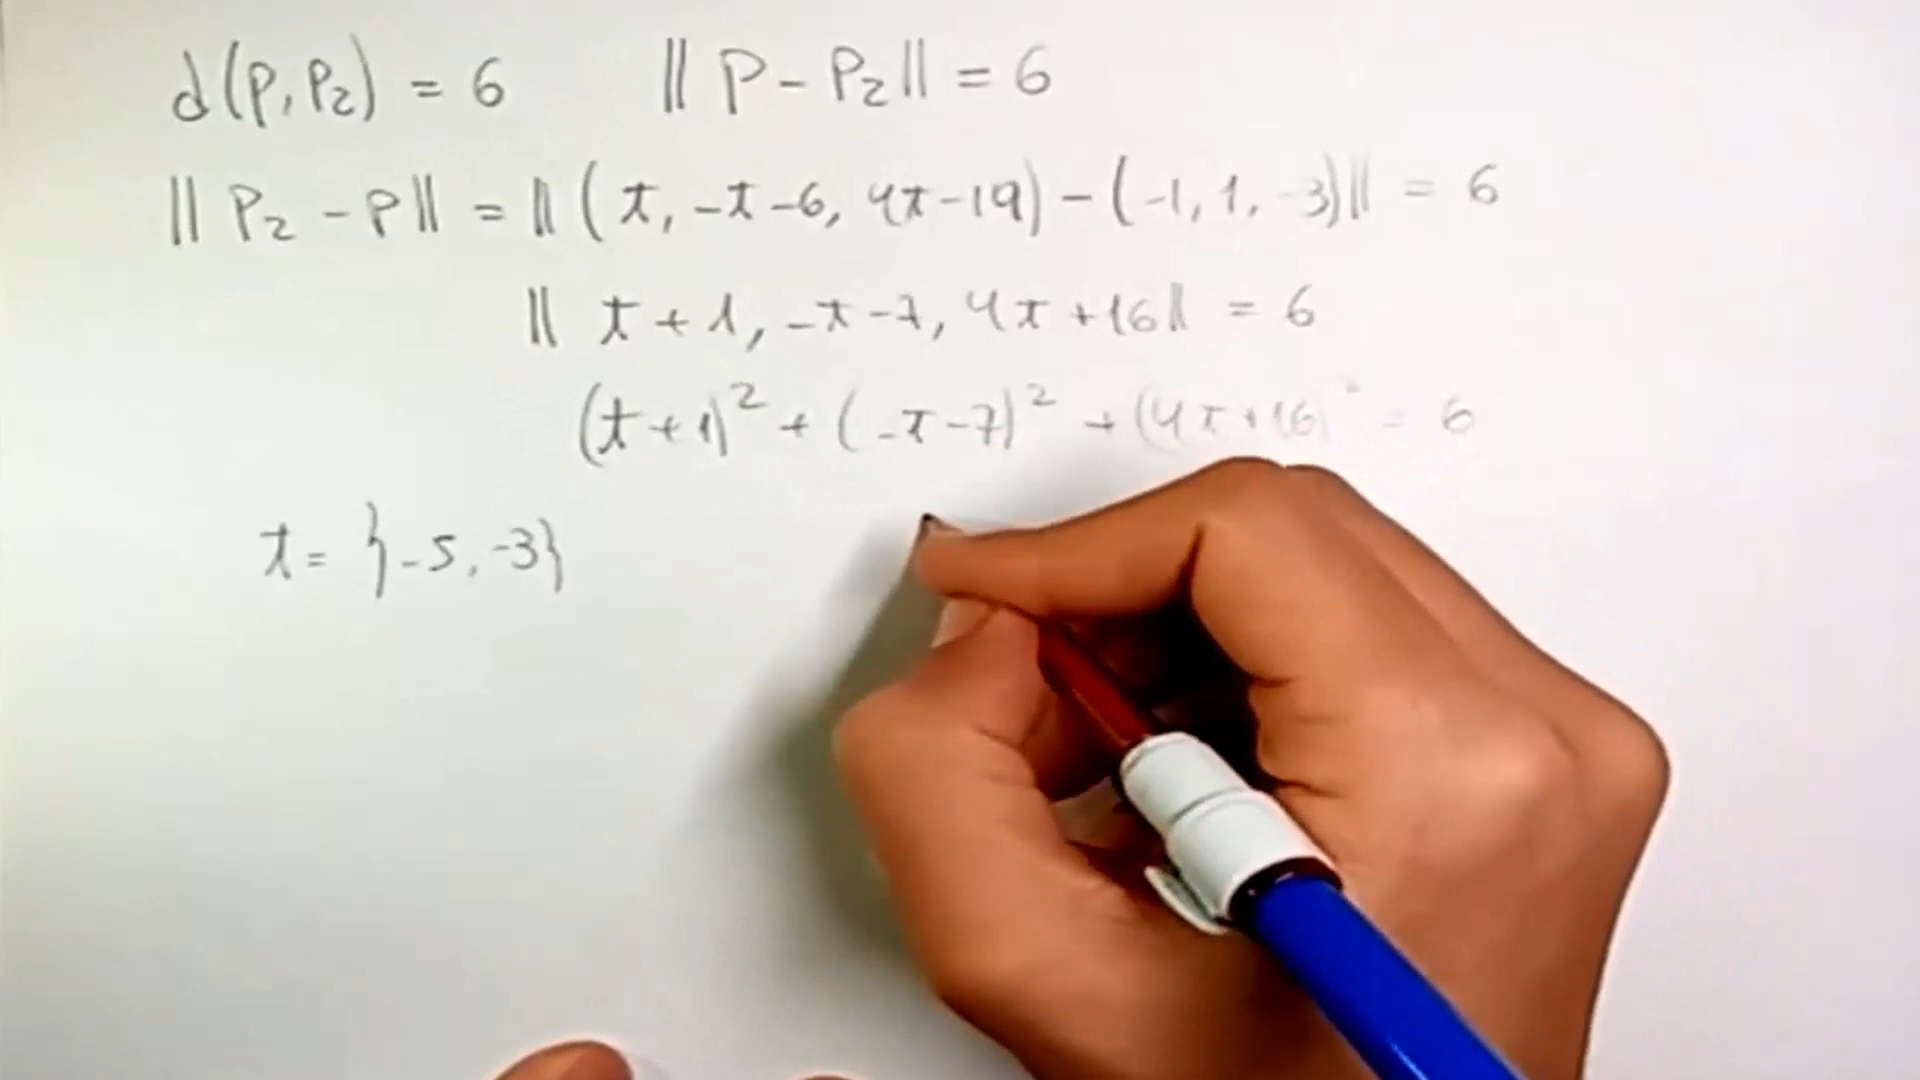 d(P, P₂) = 6 || P - P₂ || = 6
|| P₂ - P || = || (t, -t-6, 4t-19) - (-1, 1, -3) || = 6
|| t+1, -t-7, 4t+16 || = 6
(t+1)² + (-t-7)² + (4t+16)² = 6
t = {-5, -3}